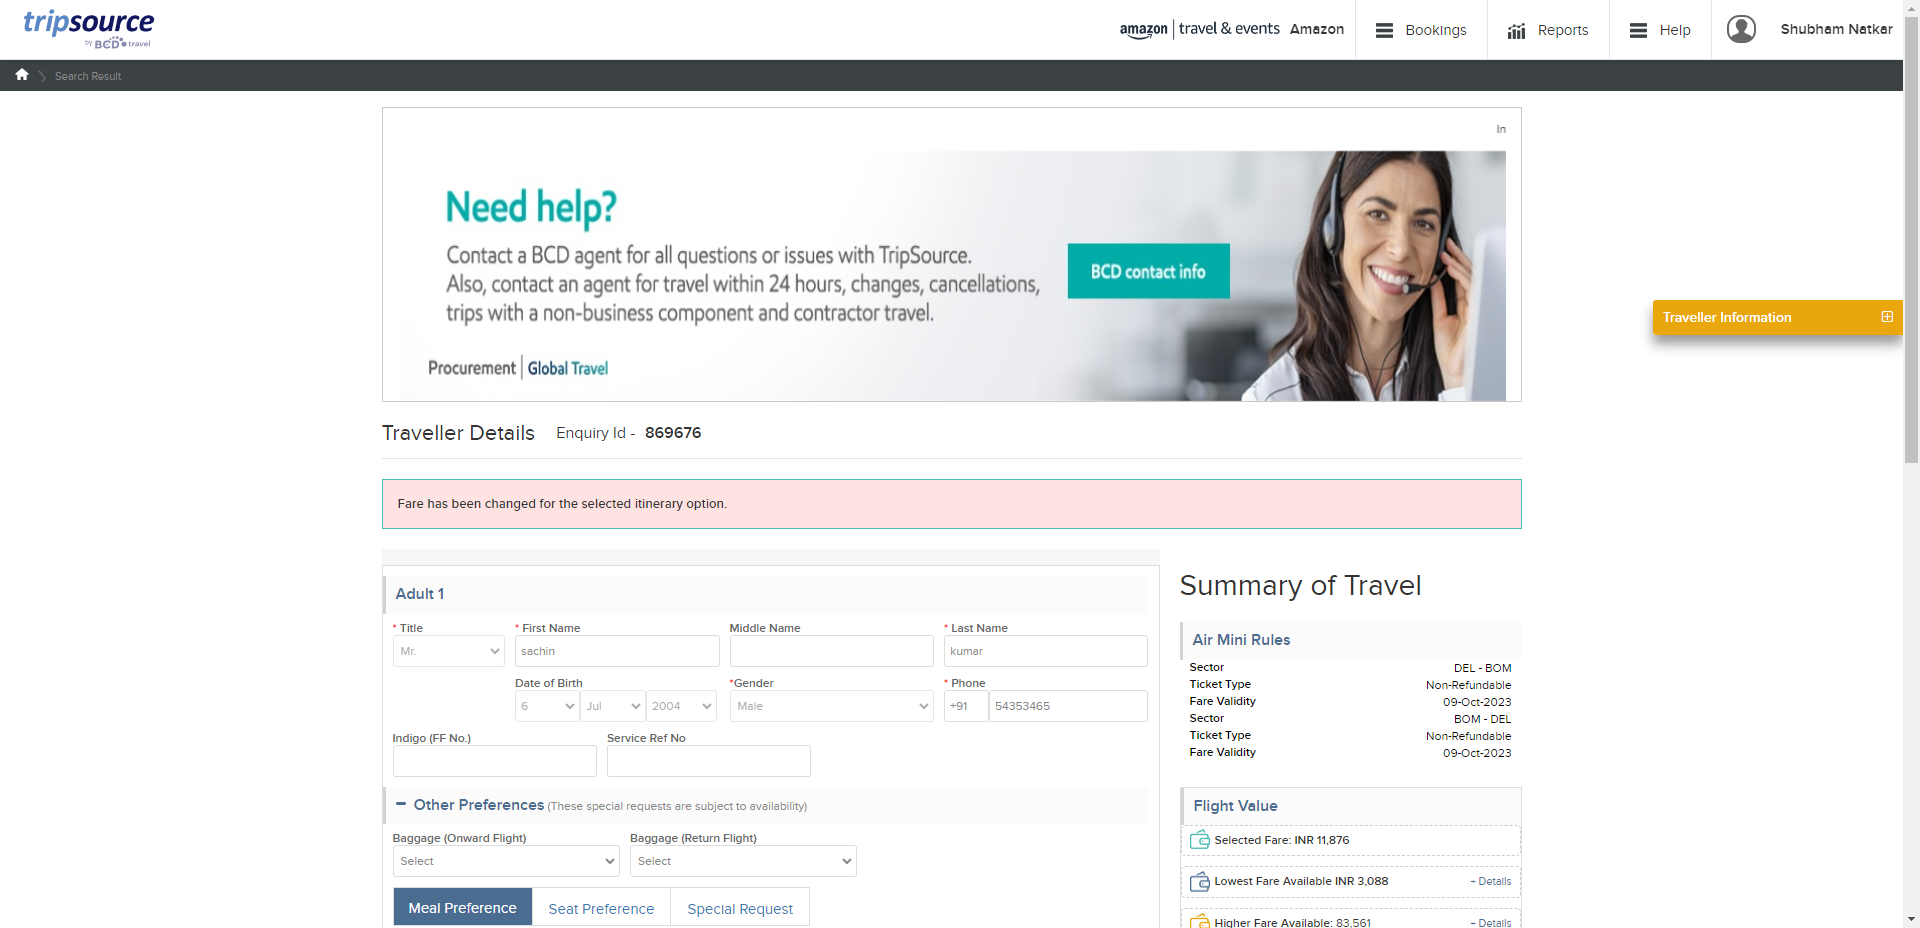 tripsource
by BCD travel
amazon travel & events Amazon
Bookings
Reports
Help
Shubham Natkar
Search Result
In
Need help?
Contact a BCD agent for all questions or issues with TripSource.
Also, contact an agent for travel within 24 hours, changes, cancellations,
trips with a non-business component and contractor travel.
BCD contact info
Procurement | Global Travel
Traveller Information
Traveller Details Enquiry Id - 869676
Fare has been changed for the selected itinerary option.
Adult 1
* Title * First Name Middle Name * Last Name
Mr. sachin kumar
Date of Birth *Gender * Phone
6 Jul 2004 Male +91 54353465
Indigo (FF No.) Service Ref No
Other Preferences (These special requests are subject to availability)
Baggage (Onward Flight) Baggage (Return Flight)
Select Select
Meal Preference Seat Preference Special Request
Summary of Travel
Air Mini Rules
Sector DEL - BOM
Ticket Type Non-Refundable
Fare Validity 09-Oct-2023
Sector BOM - DEL
Ticket Type Non-Refundable
Fare Validity 09-Oct-2023
Flight Value
Selected Fare: INR 11,876
Lowest Fare Available INR 3,088 + Details
Higher Fare Available: 83,561 + Details